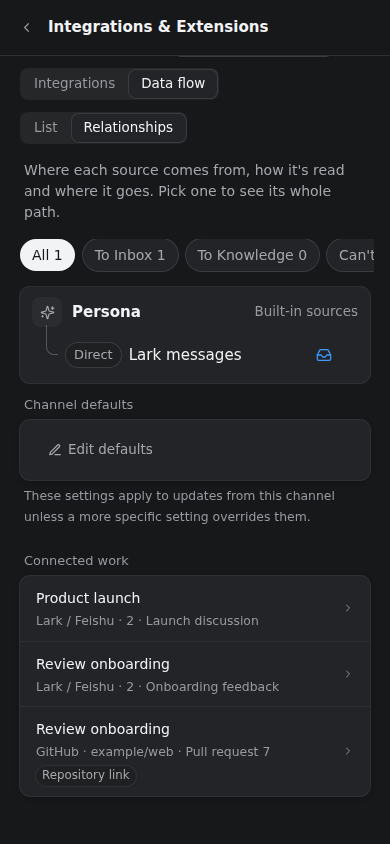 Integrations & Extensions
Integrations Data flow
List Relationships
Where each source comes from, how it's read
and where it goes. Pick one to see its whole
path.
All 1 To Inbox 1 To Knowledge 0 Can't
Persona Built-in sources
Direct Lark messages
Channel defaults
Edit defaults
These settings apply to updates from this channel
unless a more specific setting overrides them.
Connected work
Product launch
Lark / Feishu · 2 · Launch discussion
Review onboarding
Lark / Feishu · 2 · Onboarding feedback
Review onboarding
GitHub · example/web · Pull request 7
Repository link